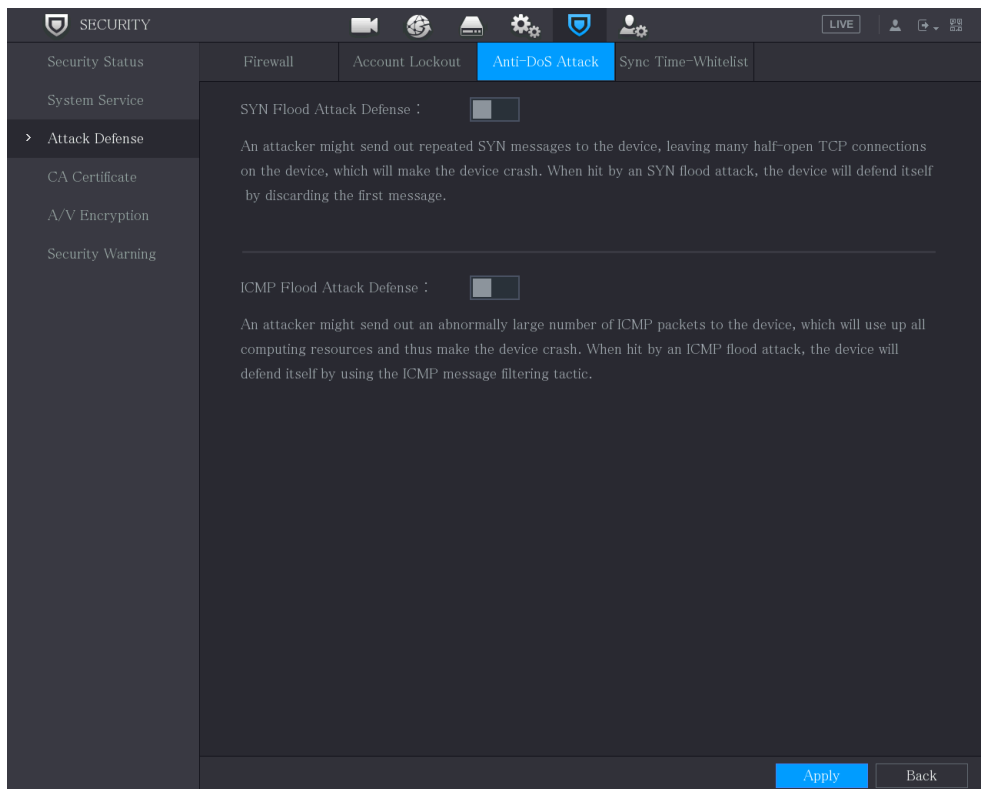 SECURITY
LIVE
Security Status
System Service
Attack Defense
CA Certificate
A/V Encryption
Security Warning
Firewall
Account Lockout
Anti-DoS Attack
Sync Time-Whitelist
SYN Flood Attack Defense :
An attacker might send out repeated SYN messages to the device, leaving many half-open TCP connections
on the device, which will make the device crash. When hit by an SYN flood attack, the device will defend itself
by discarding the first message.
ICMP Flood Attack Defense :
An attacker might send out an abnormally large number of ICMP packets to the device, which will use up all
computing resources and thus make the device crash. When hit by an ICMP flood attack, the device will
defend itself by using the ICMP message filtering tactic.
Apply
Back